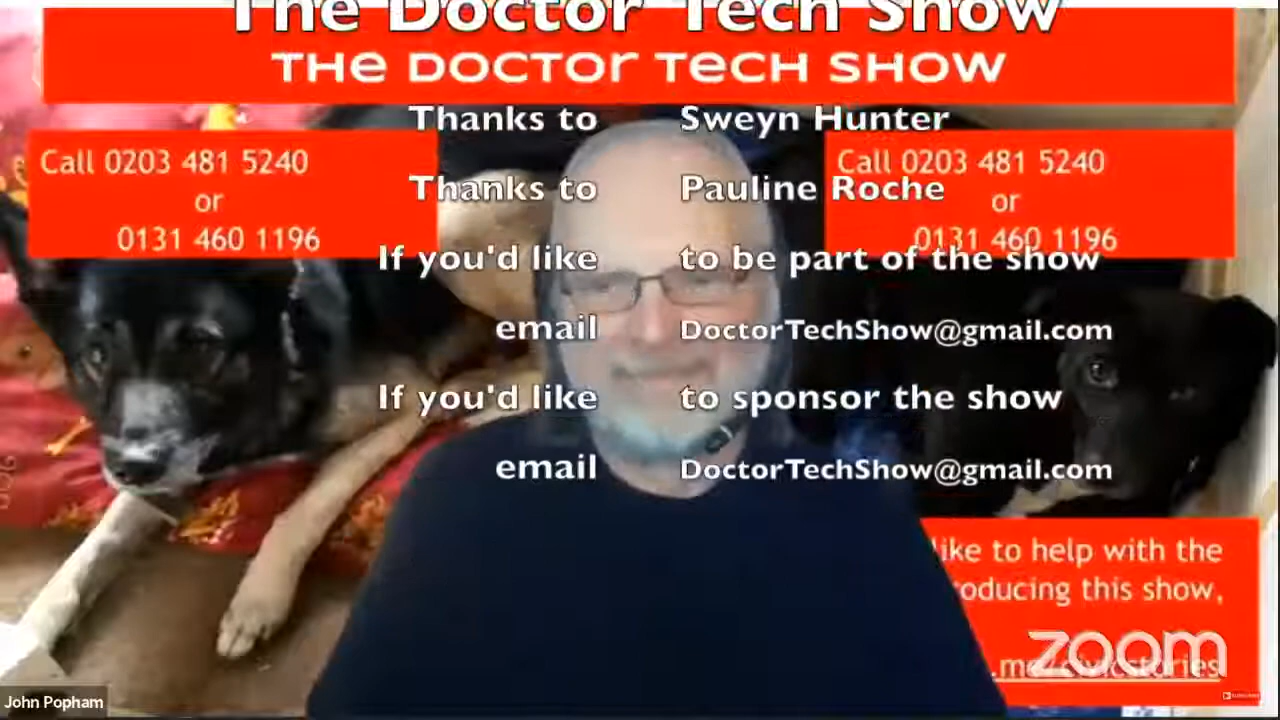 The Doctor Tech Show
THE DOCTOR TECH SHOW
Thanks to Sweyn Hunter
Call 0203 481 5240
or
0131 460 1196
Call 0203 481 5240
or
0131 460 1196
Thanks to Pauline Roche
If you'd like to be part of the show
email DoctorTechShow@gmail.com
If you'd like to sponsor the show
email DoctorTechShow@gmail.com
like to help with the
roducing this show,
zoom
.me/civicstories
SUBSCRIBE
John Popham